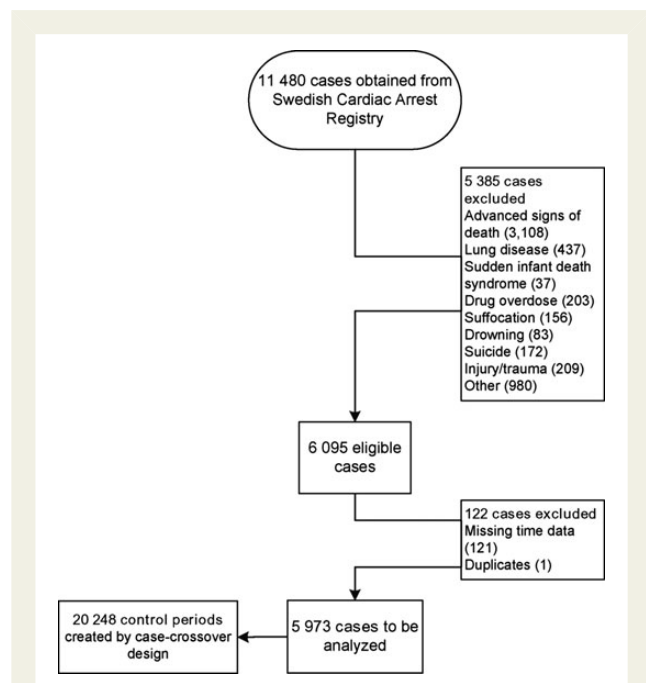 11 480 cases obtained from
Swedish Cardiac Arrest
Registry
5 385 cases
excluded
Advanced signs of
death (3,108)
Lung disease (437)
Sudden infant death
syndrome (37)
Drug overdose (203)
Suffocation (156)
Drowning (83)
Suicide (172)
Injury/trauma (209)
Other (980)
6 095 eligible
cases
122 cases excluded
Missing time data
(121)
Duplicates (1)
20 248 control periods
created by case-crossover
design
5 973 cases to be
analyzed